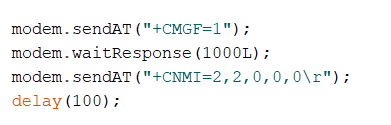 modem.sendAT("+CMGF=1");
modem.waitResponse(1000L);
modem.sendAT("+CNMI=2,2,0,0,0\r");
delay(100);